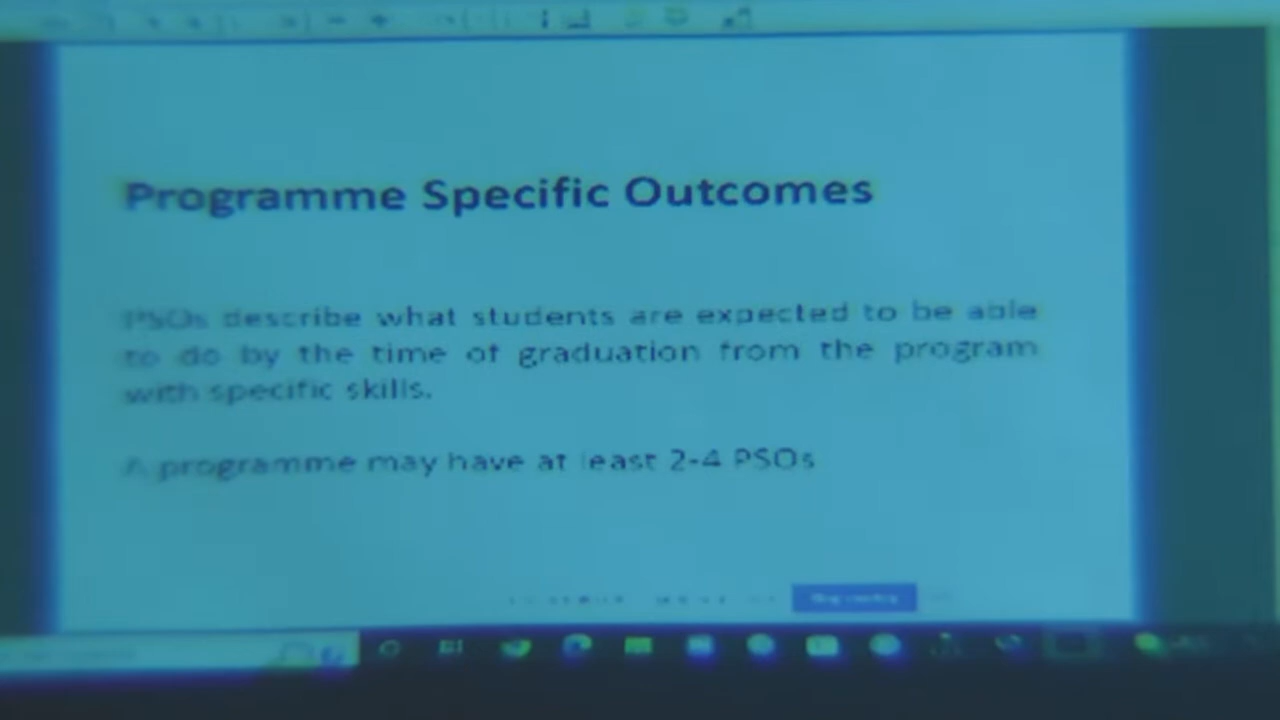 Programme Specific Outcomes
PSOs describe what students are expected to be able
to do by the time of graduation from the program
with specific skills.
A programme may have at least 2-4 PSOs